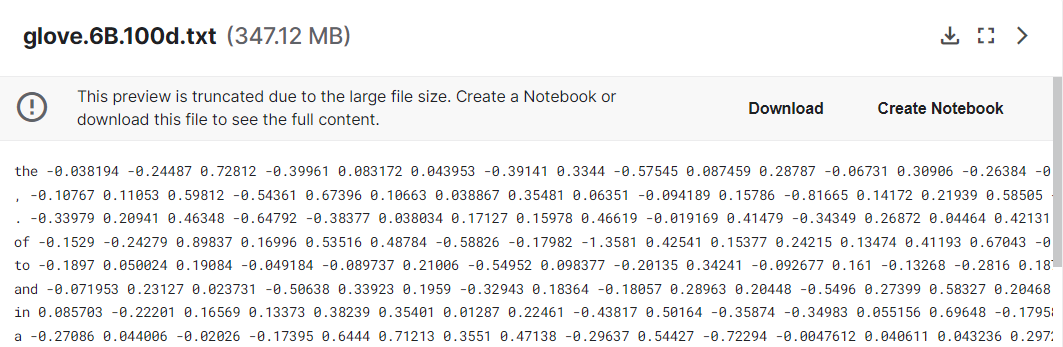 glove.6B.100d.txt (347.12 MB)
This preview is truncated due to the large file size. Create a Notebook or
download this file to see the full content.
Download
Create Notebook
the -0.038194 -0.24487 0.72812 -0.39961 0.083172 0.043953 -0.39141 0.3344 -0.57545 0.087459 0.28787 -0.06731 0.30906 -0.26384 -0
, -0.10767 0.11053 0.59812 -0.54361 0.67396 0.10663 0.038867 0.35481 0.06351 -0.094189 0.15786 -0.81665 0.14172 0.21939 0.58505 -
. -0.33979 0.20941 0.46348 -0.64792 -0.38377 0.038034 0.17127 0.15978 0.46619 -0.019169 0.41479 -0.34349 0.26872 0.04464 0.42131
of -0.1529 -0.24279 0.89837 0.16996 0.53516 0.48784 -0.58826 -0.17982 -1.3581 0.42541 0.15377 0.24215 0.13474 0.41193 0.67043 -0
to -0.1897 0.050024 0.19084 -0.049184 -0.089737 0.21006 -0.54952 0.098377 -0.20135 0.34241 -0.092677 0.161 -0.13268 -0.2816 0.18
and -0.071953 0.23127 0.023731 -0.50638 0.33923 0.1959 -0.32943 0.18364 -0.18057 0.28963 0.20448 -0.5496 0.27399 0.58327 0.20468
in 0.085703 -0.22201 0.16569 0.13373 0.38239 0.35401 0.01287 0.22461 -0.43817 0.50164 -0.35874 -0.34983 0.055156 0.69648 -0.1795
a -0.27086 0.044006 -0.02026 -0.17395 0.6444 0.71213 0.3551 0.47138 -0.29637 0.54427 -0.72294 -0.0047612 0.040611 0.043236 0.297